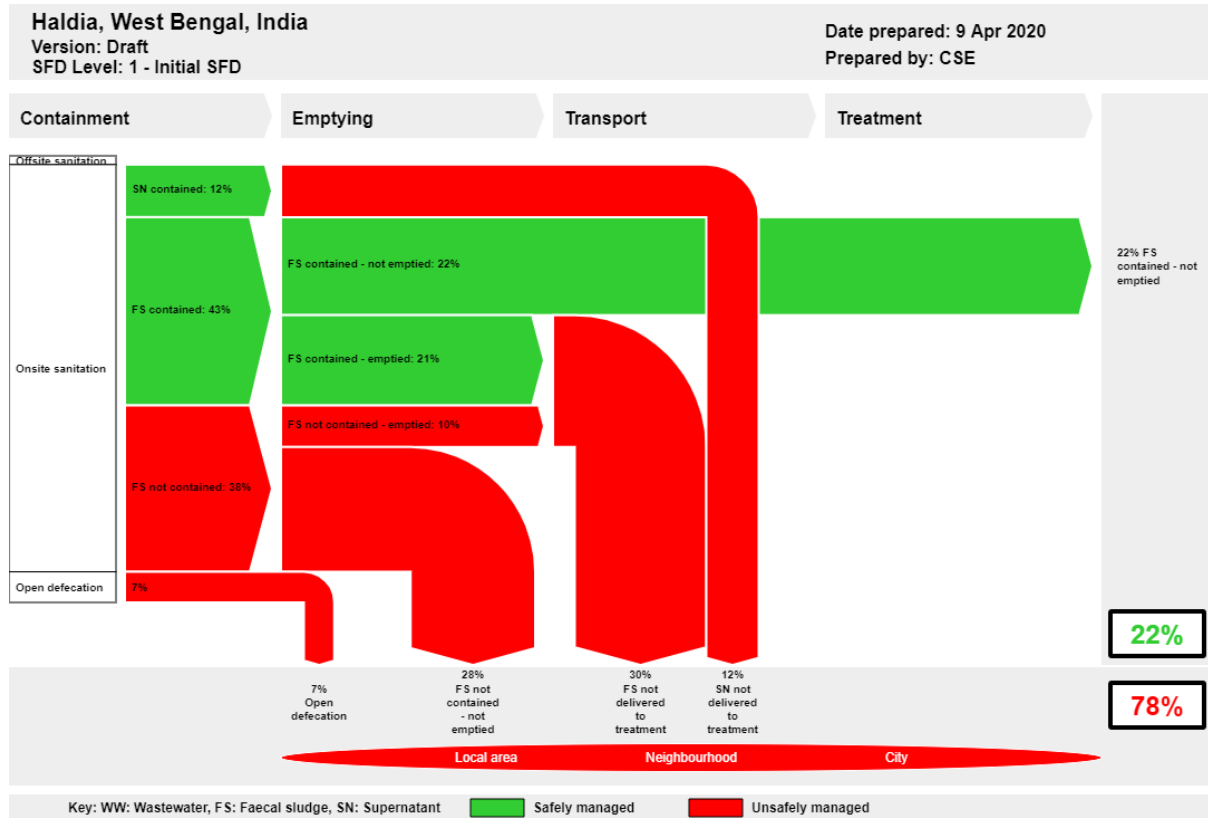 Haldia, West Bengal, India
Version: Draft
SFD Level: 1 - Initial SFD
Date prepared: 9 Apr 2020
Prepared by: CSE
Containment
Emptying
Transport
Treatment
Offsite sanitation
SN contained: 12%
FS contained - not emptied: 22%
22% FS
contained - not
emptied
FS contained: 43%
FS contained - emptied: 21%
Onsite sanitation
FS not contained - emptied: 10%
FS not contained: 38%
Open defecation
7%
22%
7%
Open
defecation
28%
FS not
contained
- not
emptied
30%
FS not
delivered
to
treatment
12%
SN not
delivered
to
treatment
78%
Local area
Neighbourhood
City
Key: WW: Wastewater, FS: Faecal sludge, SN: Supernatant
Safely managed
Unsafely managed